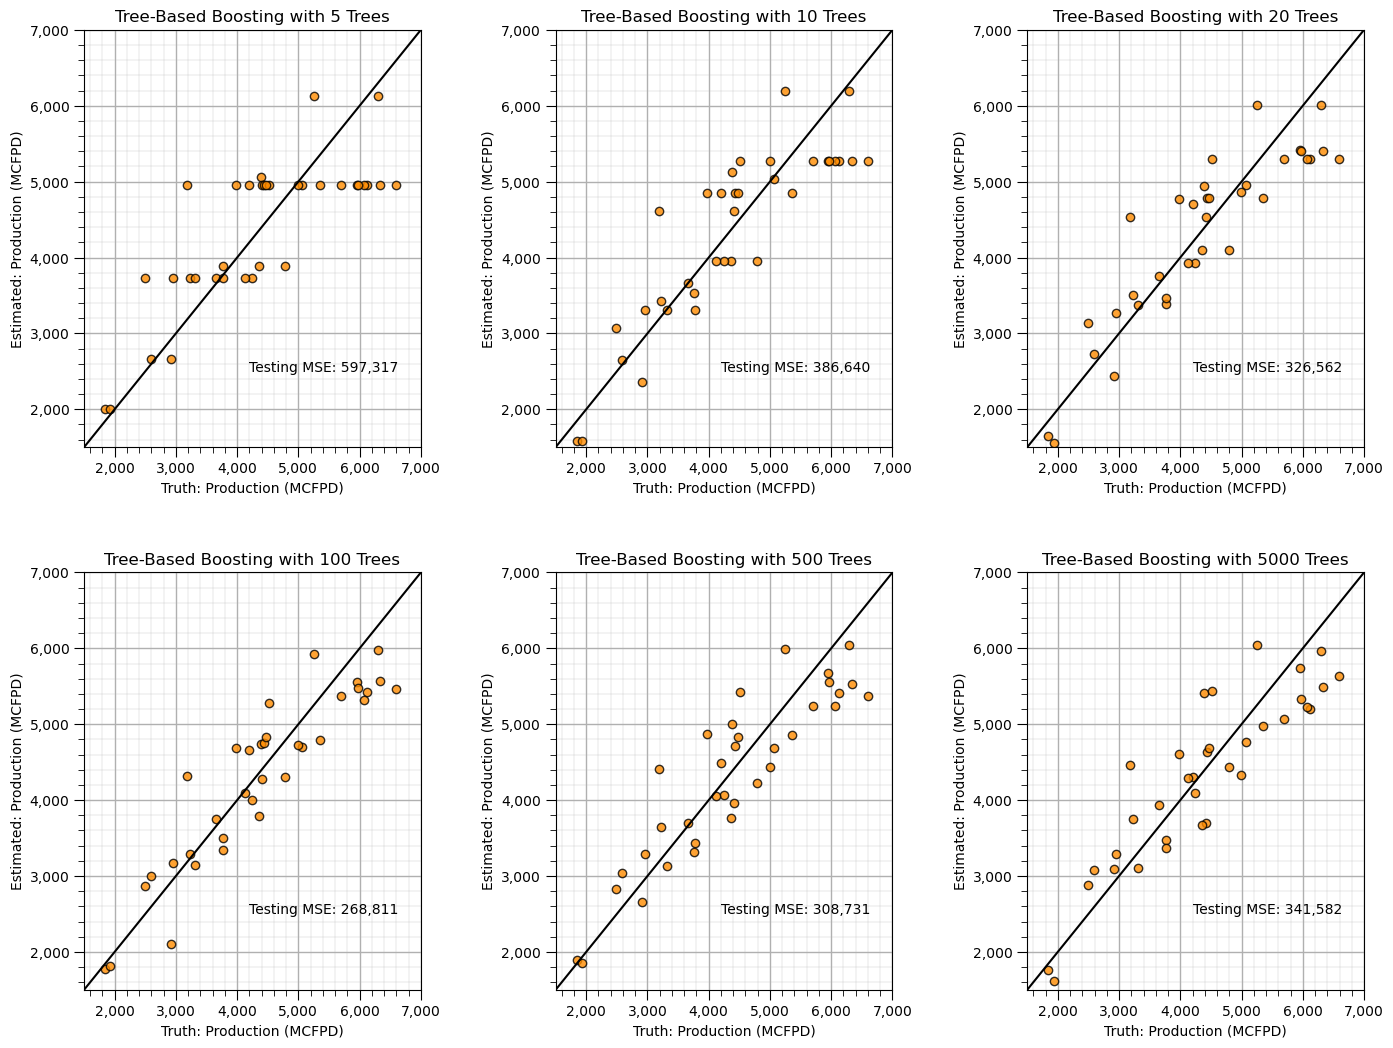 Tree-Based Boosting with 5 Trees
7,000
6,000
5,000
4,000
3,000
2,000
Estimated: Production (MCFPD)
Testing MSE: 597,317
2,000 3,000 4,000 5,000 6,000 7,000
Truth: Production (MCFPD)
Tree-Based Boosting with 10 Trees
7,000
6,000
5,000
4,000
3,000
2,000
Estimated: Production (MCFPD)
Testing MSE: 386,640
2,000 3,000 4,000 5,000 6,000 7,000
Truth: Production (MCFPD)
Tree-Based Boosting with 20 Trees
7,000
6,000
5,000
4,000
3,000
2,000
Estimated: Production (MCFPD)
Testing MSE: 326,562
2,000 3,000 4,000 5,000 6,000 7,000
Truth: Production (MCFPD)
Tree-Based Boosting with 100 Trees
7,000
6,000
5,000
4,000
3,000
2,000
Estimated: Production (MCFPD)
Testing MSE: 268,811
2,000 3,000 4,000 5,000 6,000 7,000
Truth: Production (MCFPD)
Tree-Based Boosting with 500 Trees
7,000
6,000
5,000
4,000
3,000
2,000
Estimated: Production (MCFPD)
Testing MSE: 308,731
2,000 3,000 4,000 5,000 6,000 7,000
Truth: Production (MCFPD)
Tree-Based Boosting with 5000 Trees
7,000
6,000
5,000
4,000
3,000
2,000
Estimated: Production (MCFPD)
Testing MSE: 341,582
2,000 3,000 4,000 5,000 6,000 7,000
Truth: Production (MCFPD)